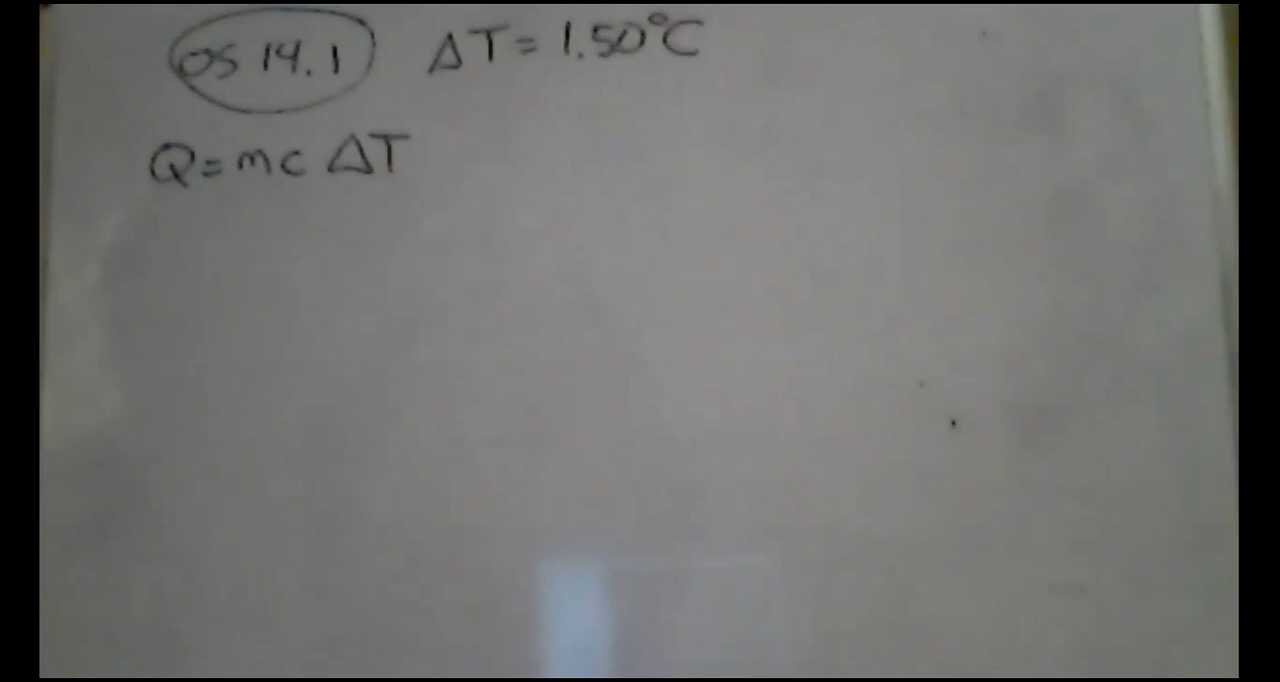 OS 14.1 ΔT = 1.50°C
Q = mc ΔT